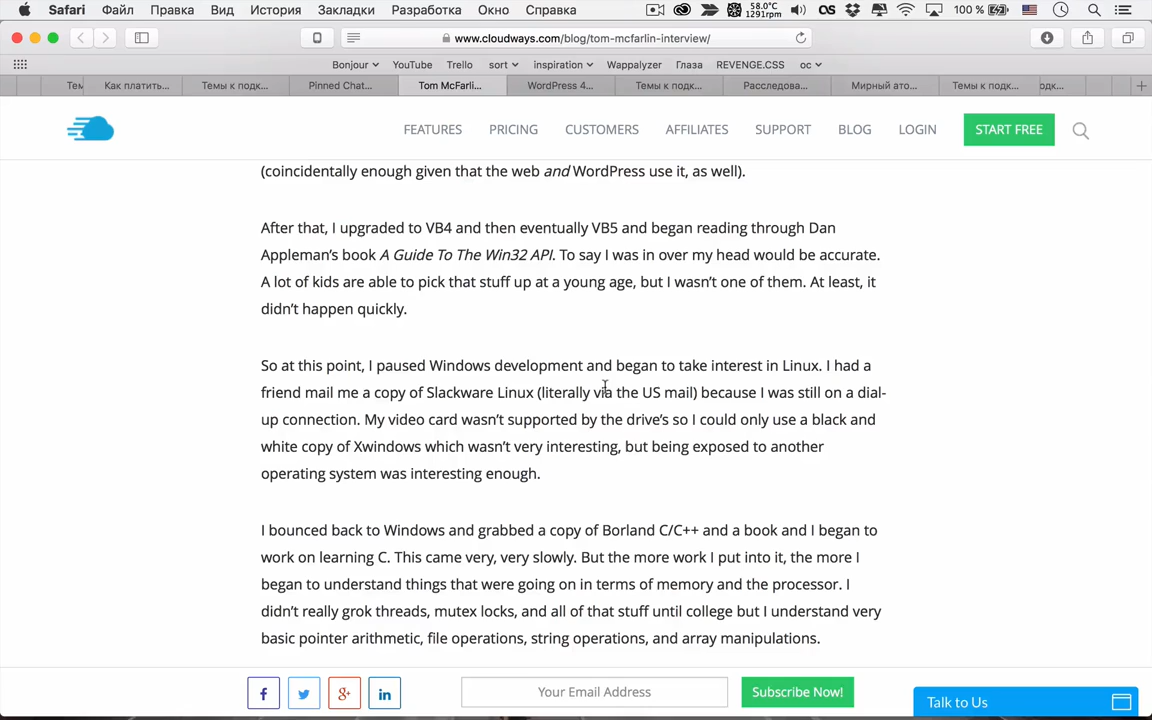 Safari Файл Правка Вид История Закладки Разработка Окно Справка 58.0°C 1291rpm 100 %
www.cloudways.com/blog/tom-mcfarlin-interview/
Bonjour YouTube Trello sort inspiration Wappalyzer Глаза REVENGE.CSS ос
Тем Как платить... Темы к подк... Pinned Chat... Tom McFarli... WordPress 4... Темы к подк... Расследова... Мирный ато... Темы к подк... одк...
FEATURES PRICING CUSTOMERS AFFILIATES SUPPORT BLOG LOGIN START FREE
(coincidentally enough given that the web and WordPress use it, as well).
After that, I upgraded to VB4 and then eventually VB5 and began reading through Dan
Appleman's book A Guide To The Win32 API. To say I was in over my head would be accurate.
A lot of kids are able to pick that stuff up at a young age, but I wasn't one of them. At least, it
didn't happen quickly.
So at this point, I paused Windows development and began to take interest in Linux. I had a
friend mail me a copy of Slackware Linux (literally via the US mail) because I was still on a dial-
up connection. My video card wasn't supported by the drive's so I could only use a black and
white copy of Xwindows which wasn't very interesting, but being exposed to another
operating system was interesting enough.
I bounced back to Windows and grabbed a copy of Borland C/C++ and a book and I began to
work on learning C. This came very, very slowly. But the more work I put into it, the more I
began to understand things that were going on in terms of memory and the processor. I
didn't really grok threads, mutex locks, and all of that stuff until college but I understand very
basic pointer arithmetic, file operations, string operations, and array manipulations.
Your Email Address Subscribe Now!
Talk to Us